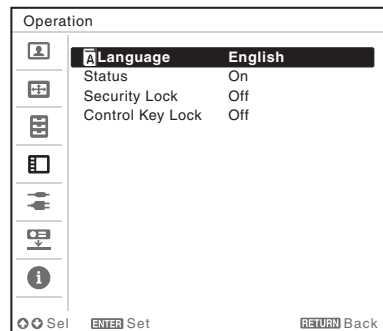 Operation
Language English
Status On
Security Lock Off
Control Key Lock Off
Sel ENTER Set RETURN Back